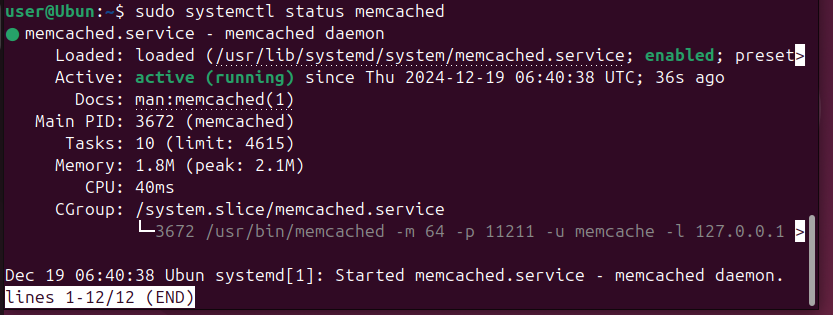 user@Ubun:~$ sudo systemctl status memcached
● memcached.service - memcached daemon
     Loaded: loaded (/usr/lib/systemd/system/memcached.service; enabled; preset>
     Active: active (running) since Thu 2024-12-19 06:40:38 UTC; 36s ago
       Docs: man:memcached(1)
   Main PID: 3672 (memcached)
      Tasks: 10 (limit: 4615)
     Memory: 1.8M (peak: 2.1M)
        CPU: 40ms
     CGroup: /system.slice/memcached.service
             └─3672 /usr/bin/memcached -m 64 -p 11211 -u memcache -l 127.0.0.1 >

Dec 19 06:40:38 Ubun systemd[1]: Started memcached.service - memcached daemon.
lines 1-12/12 (END)